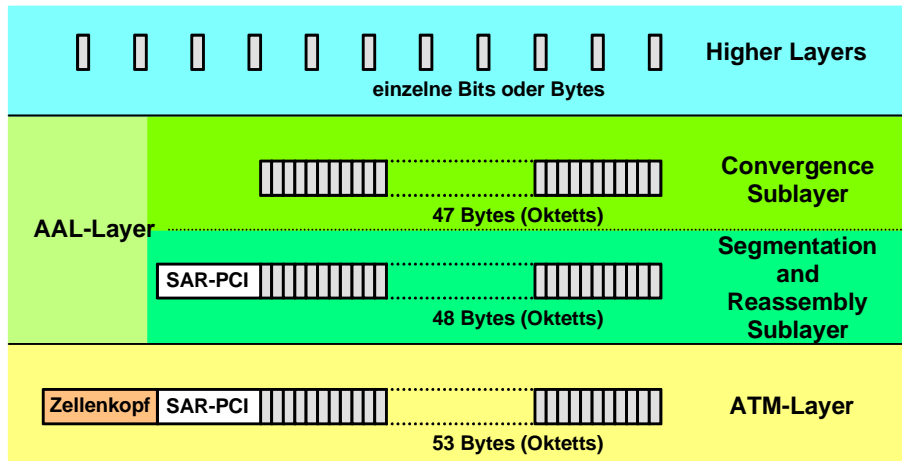 Higher Layers
einzelne Bits oder Bytes
Convergence
Sublayer
47 Bytes (Oktetts)
AAL-Layer
Segmentation
and
Reassembly
Sublayer
SAR-PCI
48 Bytes (Oktetts)
Zellenkopf
SAR-PCI
ATM-Layer
53 Bytes (Oktetts)